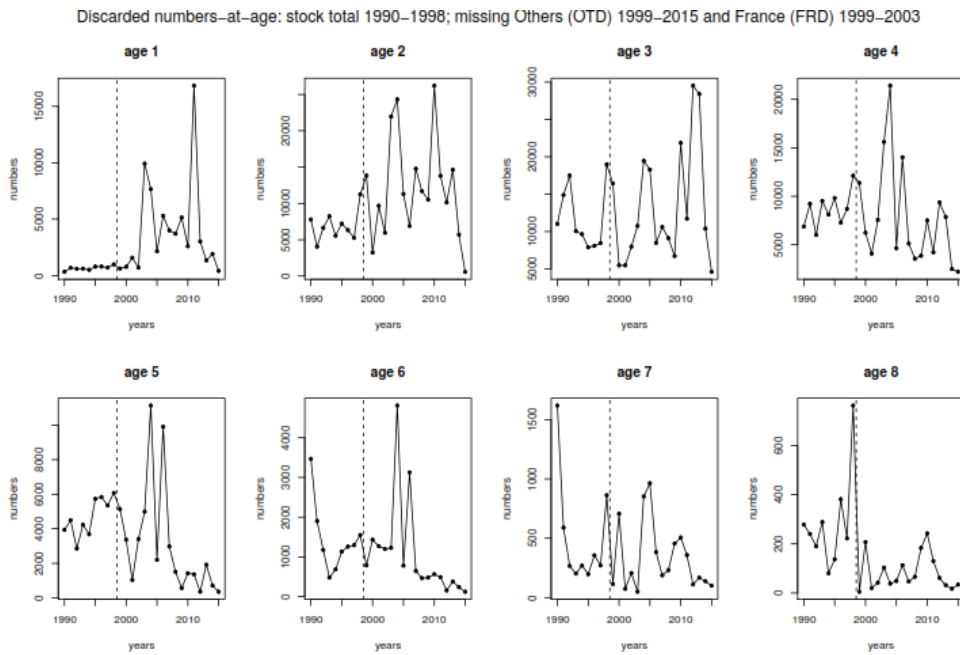 Discarded numbers−at−age: stock total 1990−1998; missing Others (OTD) 1999−2015 and France (FRD) 1999−2003
age 1
numbers
0
5000
10000
15000
1990
2000
2010
years
age 2
numbers
0
5000
10000
20000
1990
2000
2010
years
age 3
numbers
5000
10000
20000
30000
1990
2000
2010
years
age 4
numbers
5000
10000
15000
20000
1990
2000
2010
years
age 5
numbers
0
2000
4000
6000
8000
1990
2000
2010
years
age 6
numbers
0
1000
2000
3000
4000
1990
2000
2010
years
age 7
numbers
0
500
1000
1500
1990
2000
2010
years
age 8
numbers
0
200
400
600
1990
2000
2010
years